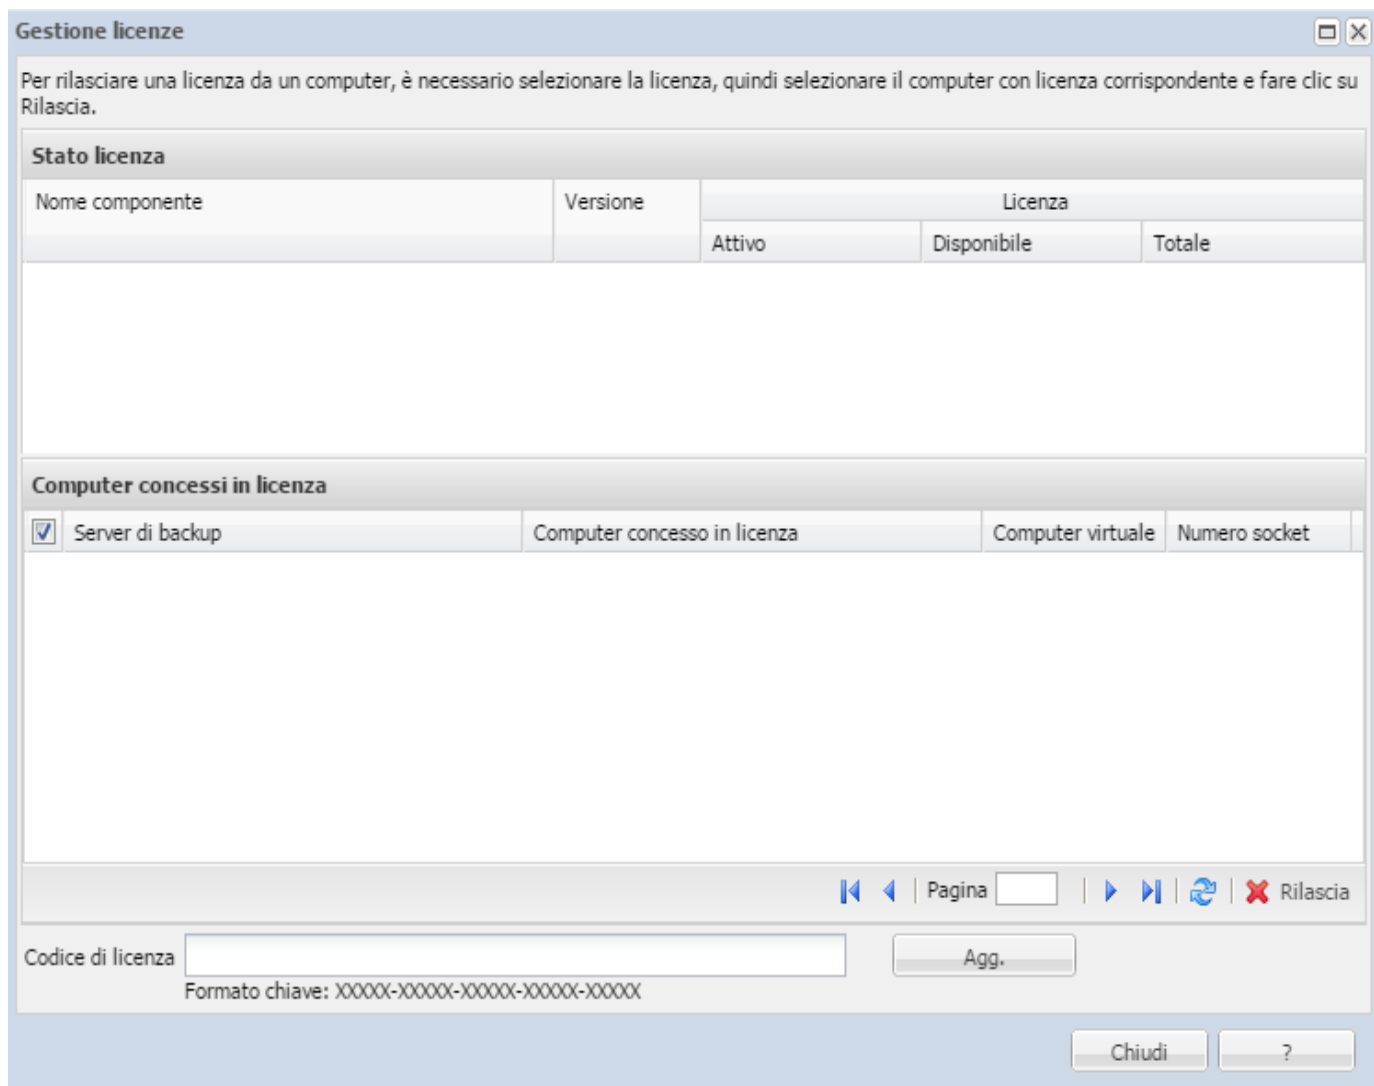 Gestione licenze
Per rilasciare una licenza da un computer, è necessario selezionare la licenza, quindi selezionare il computer con licenza corrispondente e fare clic su
Rilascia.
Stato licenza
Nome componente Versione Licenza
Attivo Disponibile Totale
Computer concessi in licenza
Server di backup Computer concesso in licenza Computer virtuale Numero socket
Pagina Rilascia
Codice di licenza Agg.
Formato chiave: XXXXX-XXXXX-XXXXX-XXXXX-XXXXX
Chiudi ?